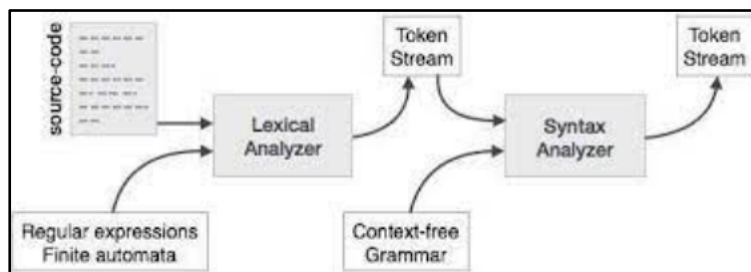 source-code
Lexical
Analyzer
Regular expressions
Finite automata
Token
Stream
Context-free
Grammar
Syntax
Analyzer
Token
Stream